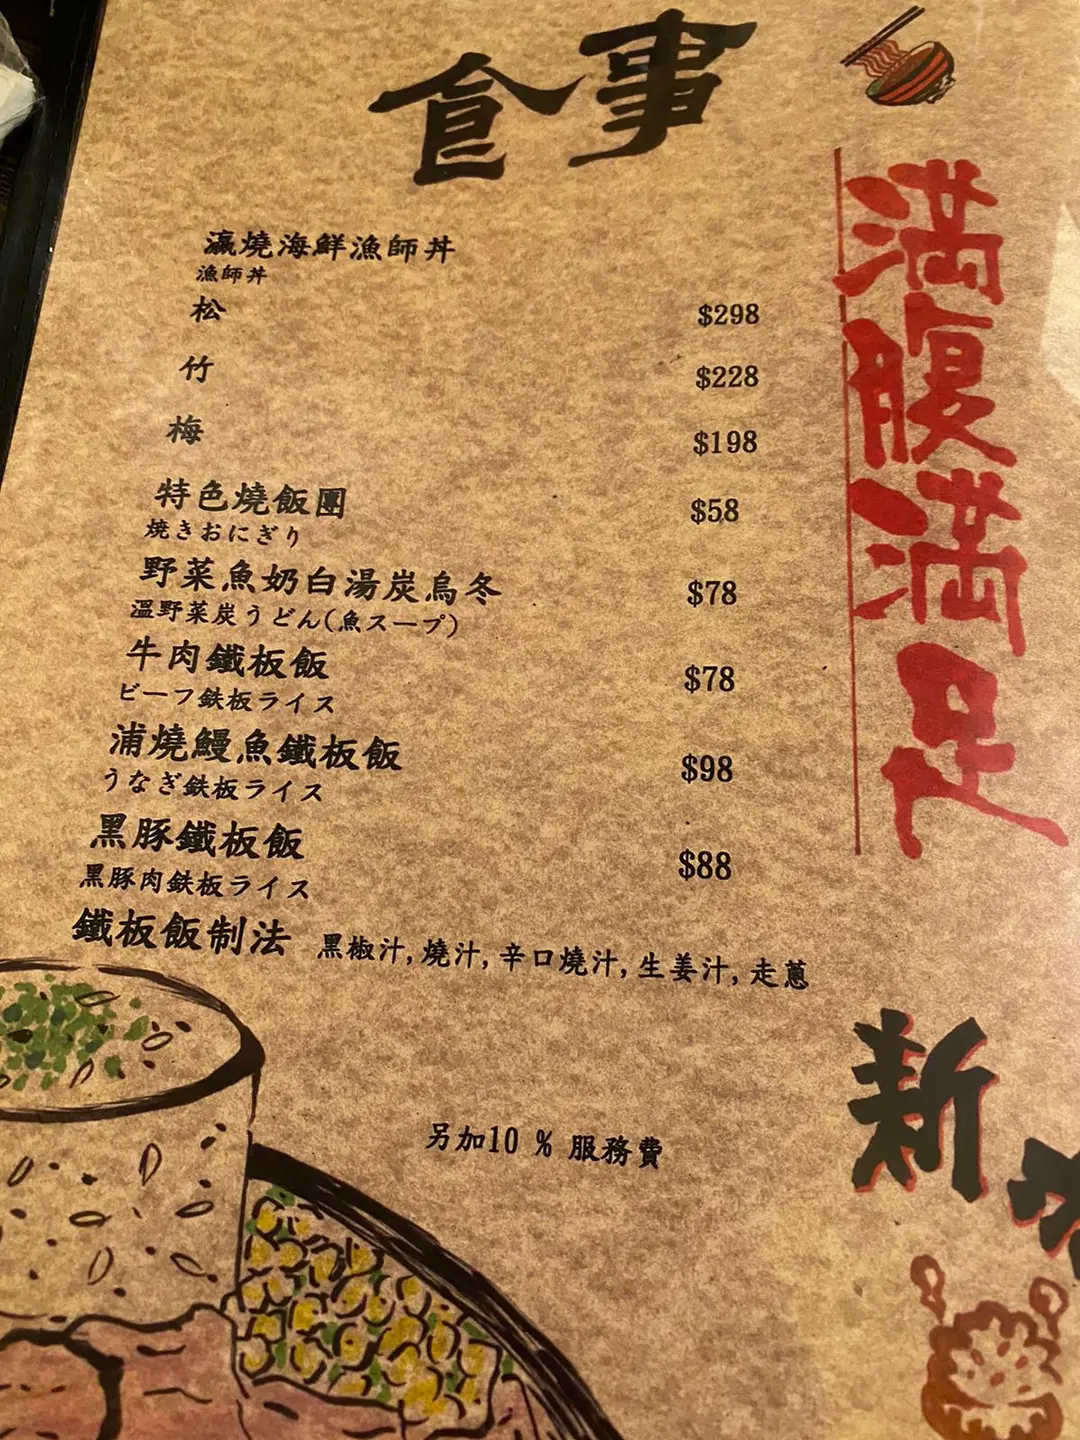 食事
瀛燒海鮮漁師丼
漁師丼
松 $298
竹 $228
梅 $198
特色燒飯團 $58
焼きおにぎり
野菜魚奶白湯炭烏冬 $78
溫野菜炭うどん(魚スープ)
牛肉鐵板飯 $78
ビーフ鉄板ライス
浦燒鰻魚鐵板飯 $98
うなぎ鉄板ライス
黑豚鐵板飯 $88
黒豚肉鉄板ライス
鐵板飯制法 黑椒汁,燒汁,辛口燒汁,生姜汁,走蔥
另加10 % 服務費
満腹満足
新